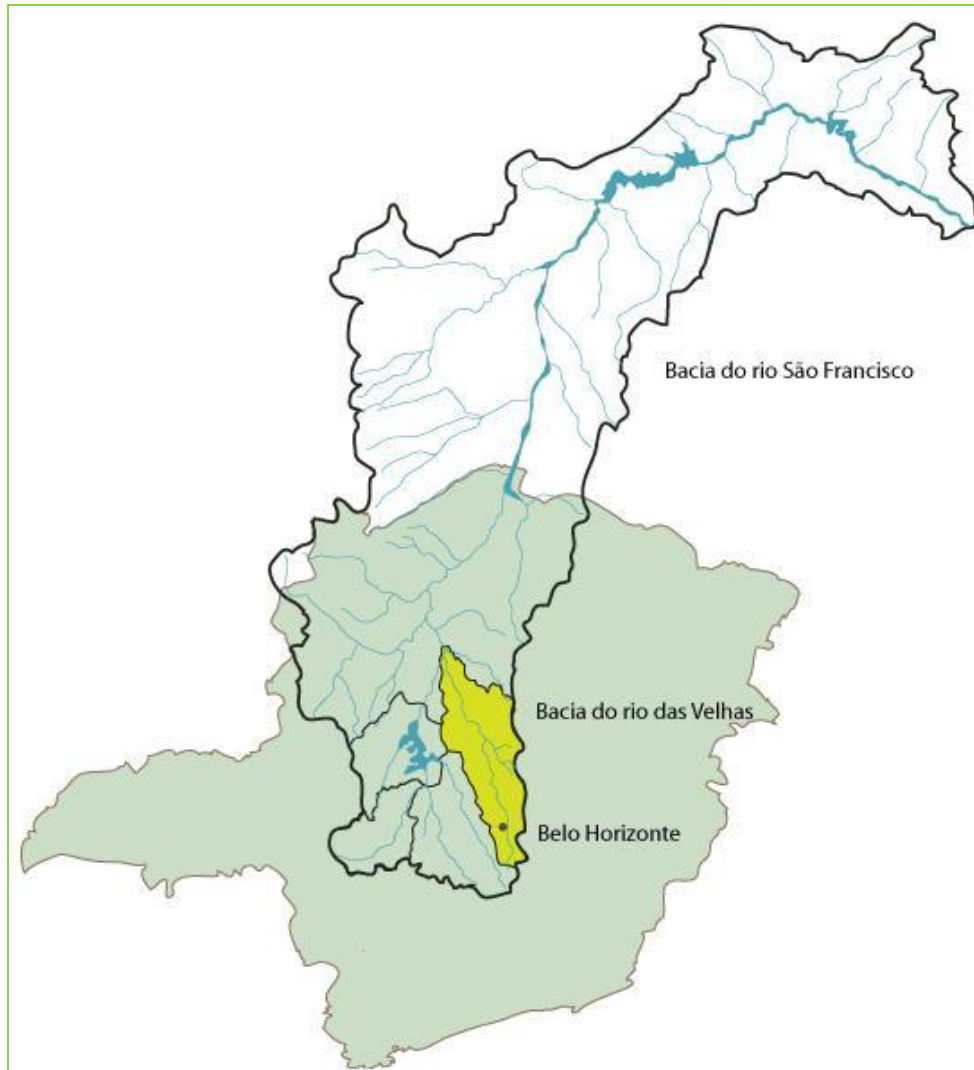 Bacia do rio São Francisco
Bacia do rio das Velhas
Belo Horizonte